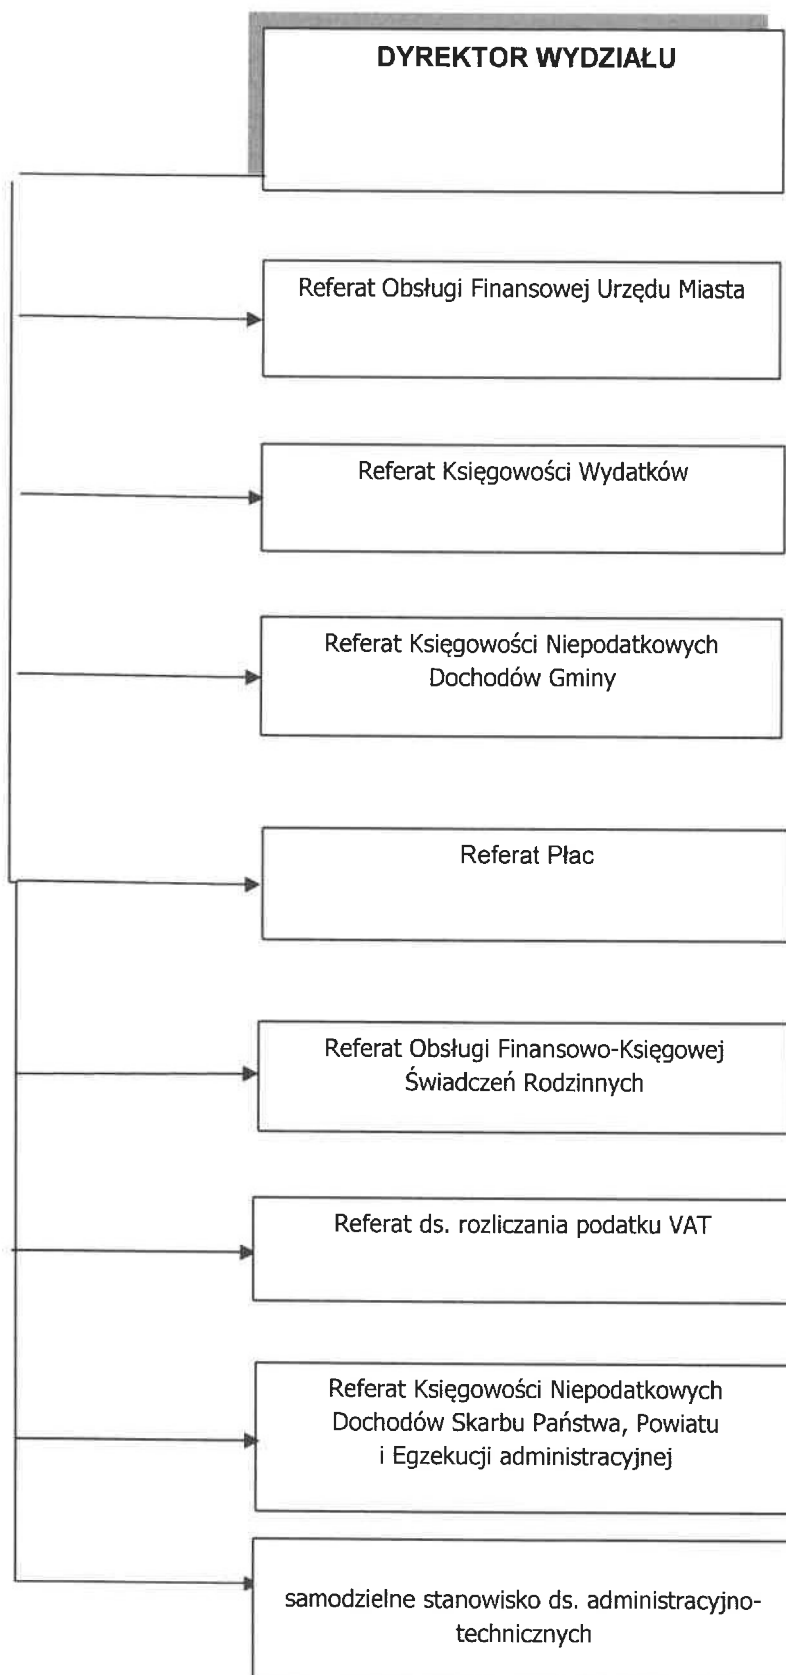 DYREKTOR WYDZIAŁU
Referat Obsługi Finansowej Urzędu Miasta
Referat Księgowości Wydatków
Referat Księgowości Niepodatkowych
Dochodów Gminy
Referat Płac
Referat Obsługi Finansowo-Księgowej
Świadczeń Rodzinnych
Referat ds. rozliczania podatku VAT
Referat Księgowości Niepodatkowych
Dochodów Skarbu Państwa, Powiatu
i Egzekucji administracyjnej
samodzielne stanowisko ds. administracyjno-
technicznych